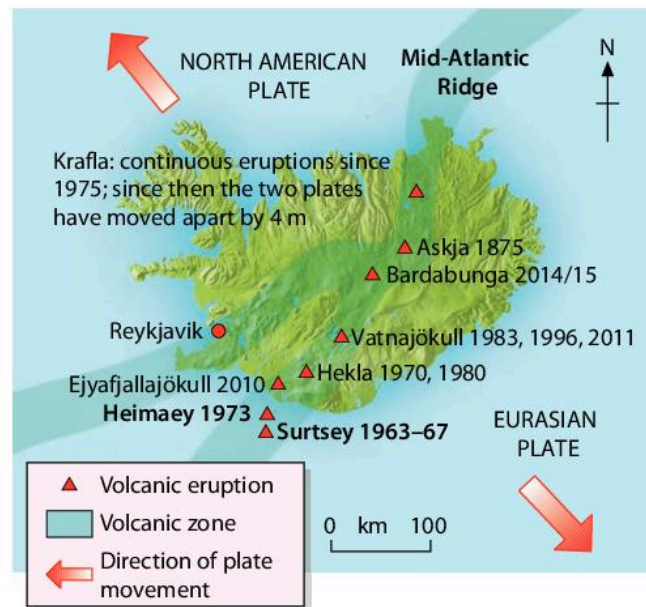 NORTH AMERICAN
PLATE
Mid-Atlantic
Ridge
N
Krafla: continuous eruptions since
1975; since then the two plates
have moved apart by 4 m
Askja 1875
Bardabunga 2014/15
Reykjavik
Vatnajökull 1983, 1996, 2011
Hekla 1970, 1980
Ejyafjallajökull 2010
Heimaey 1973
Surtsey 1963–67
EURASIAN
PLATE
Volcanic eruption
Volcanic zone
Direction of plate
movement
0 km 100